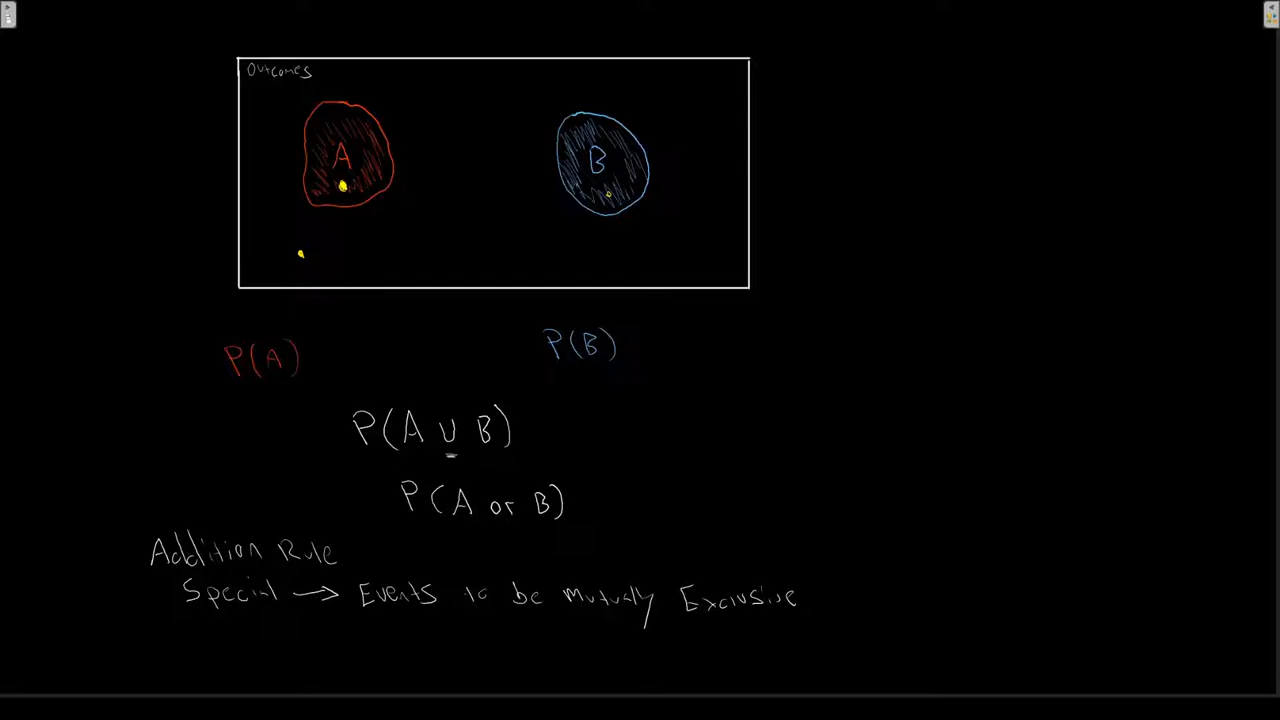 Outcomes
A
B
P(A)
P(B)
P(A ∪ B)
P(A or B)
Addition Rule
Special → Events to be Mutually Exclusive